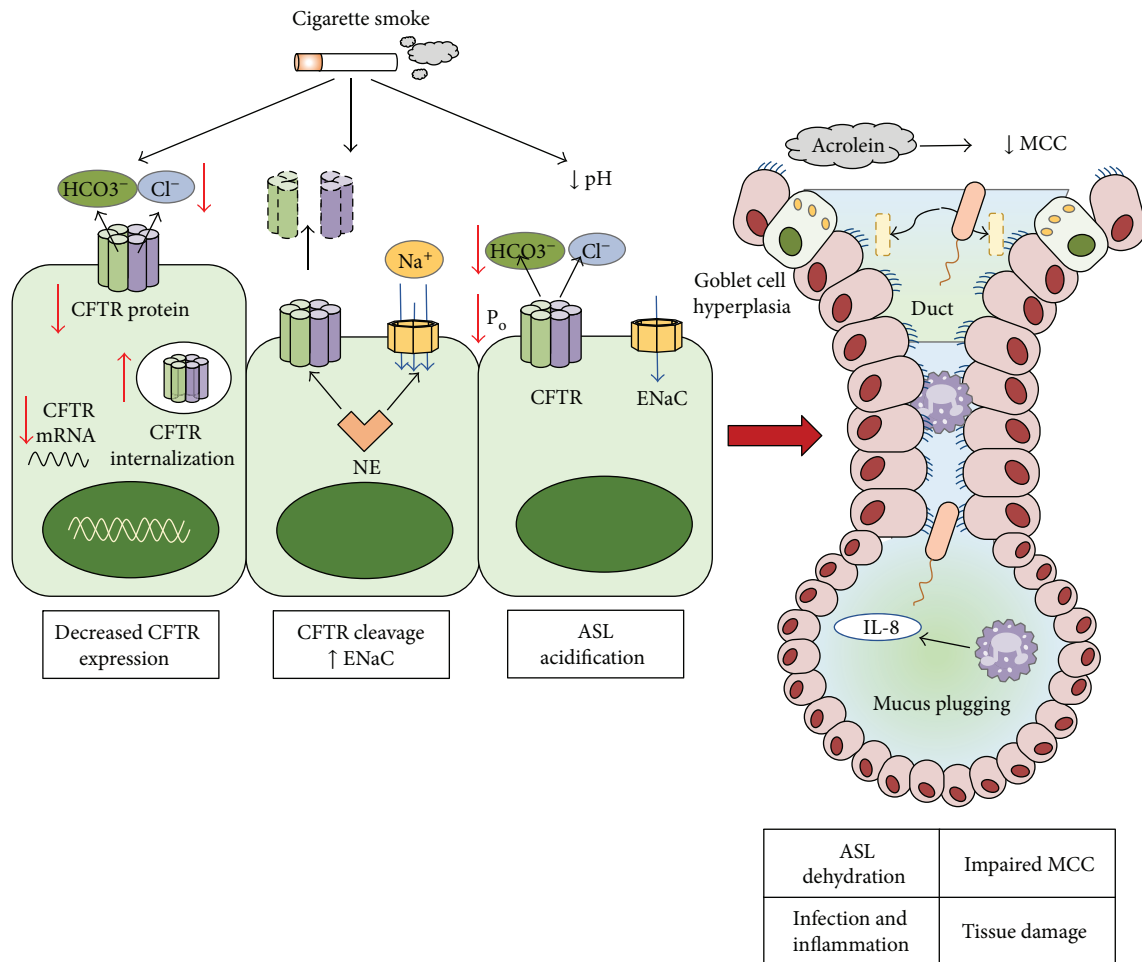 Cigarette smoke
HCO3⁻
Cl⁻
CFTR protein
CFTR
mRNA
CFTR
internalization
Decreased CFTR
expression
Na⁺
NE
CFTR cleavage
↑ ENaC
↓ pH
HCO3⁻
Cl⁻
Pₒ
CFTR
ENaC
ASL
acidification
Acrolein
↓ MCC
Goblet cell
hyperplasia
Duct
IL-8
Mucus plugging
ASL
dehydration
Impaired MCC
Infection and
inflammation
Tissue damage